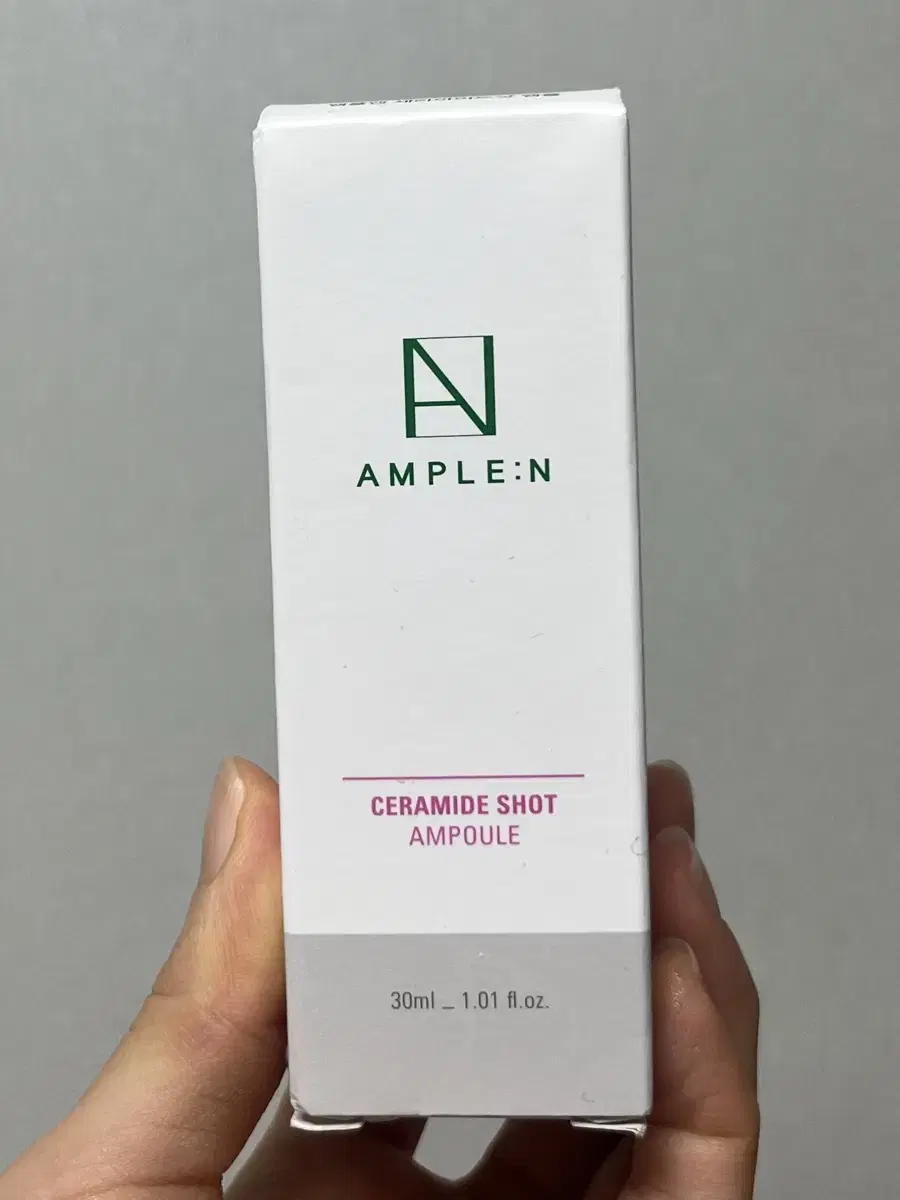 AMPLE:N
CERAMIDE SHOT
AMPOULE
30ml _ 1.01 fl.oz.